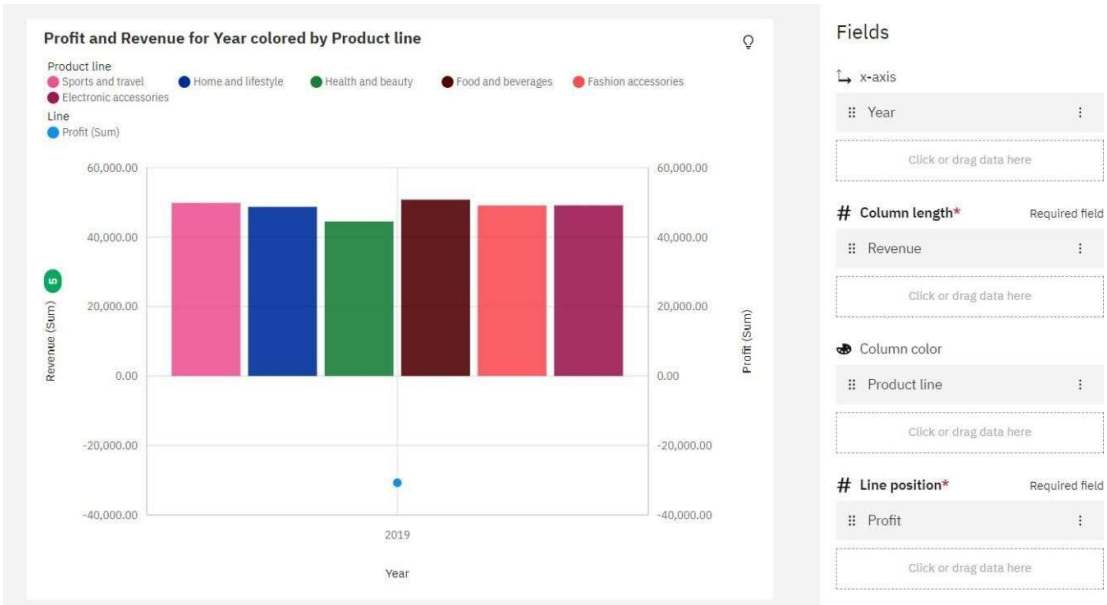 Profit and Revenue for Year colored by Product line
Product line
Sports and travel Home and lifestyle Health and beauty Food and beverages Fashion accessories
Electronic accessories
Line
Profit (Sum)
60,000.00 60,000.00
40,000.00 40,000.00
5
20,000.00 20,000.00
Revenue (Sum)
Profit (Sum)
0.00 0.00
-20,000.00 -20,000.00
-40,000.00 -40,000.00
2019
Year
Fields
x-axis
Year
Click or drag data here
# Column length* Required field
Revenue
Click or drag data here
Column color
Product line
Click or drag data here
# Line position* Required field
Profit
Click or drag data here